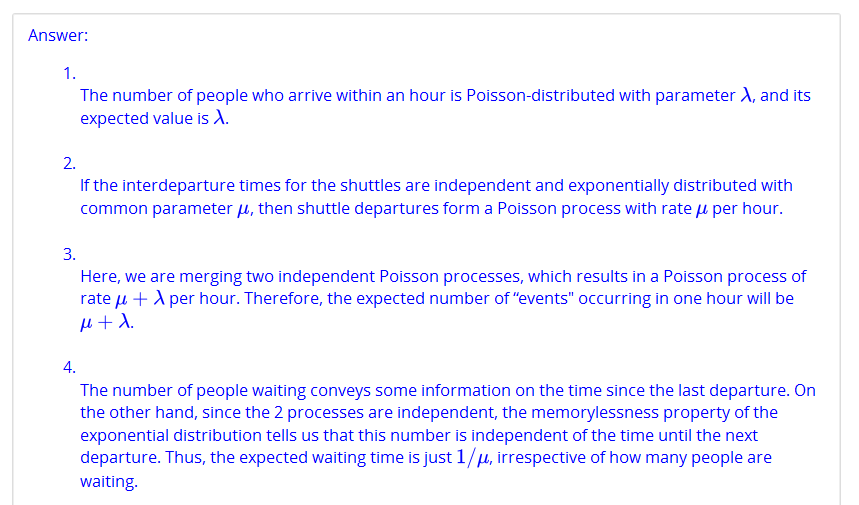 Answer:
1.
The number of people who arrive within an hour is Poisson-distributed with parameter λ, and its
expected value is λ.
2.
If the interdeparture times for the shuttles are independent and exponentially distributed with
common parameter μ, then shuttle departures form a Poisson process with rate μ per hour.
3.
Here, we are merging two independent Poisson processes, which results in a Poisson process of
rate μ + λ per hour. Therefore, the expected number of “events" occurring in one hour will be
μ + λ.
4.
The number of people waiting conveys some information on the time since the last departure. On
the other hand, since the 2 processes are independent, the memorylessness property of the
exponential distribution tells us that this number is independent of the time until the next
departure. Thus, the expected waiting time is just 1/μ, irrespective of how many people are
waiting.